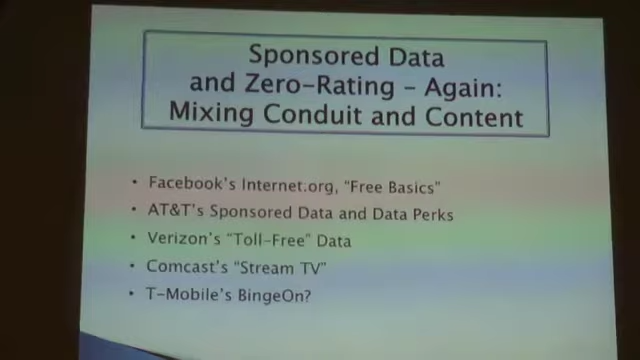 Sponsored Data
and Zero-Rating – Again:
Mixing Conduit and Content
• Facebook's Internet.org, "Free Basics"
• AT&T's Sponsored Data and Data Perks
• Verizon's "Toll-Free" Data
• Comcast's "Stream TV"
• T-Mobile's BingeOn?